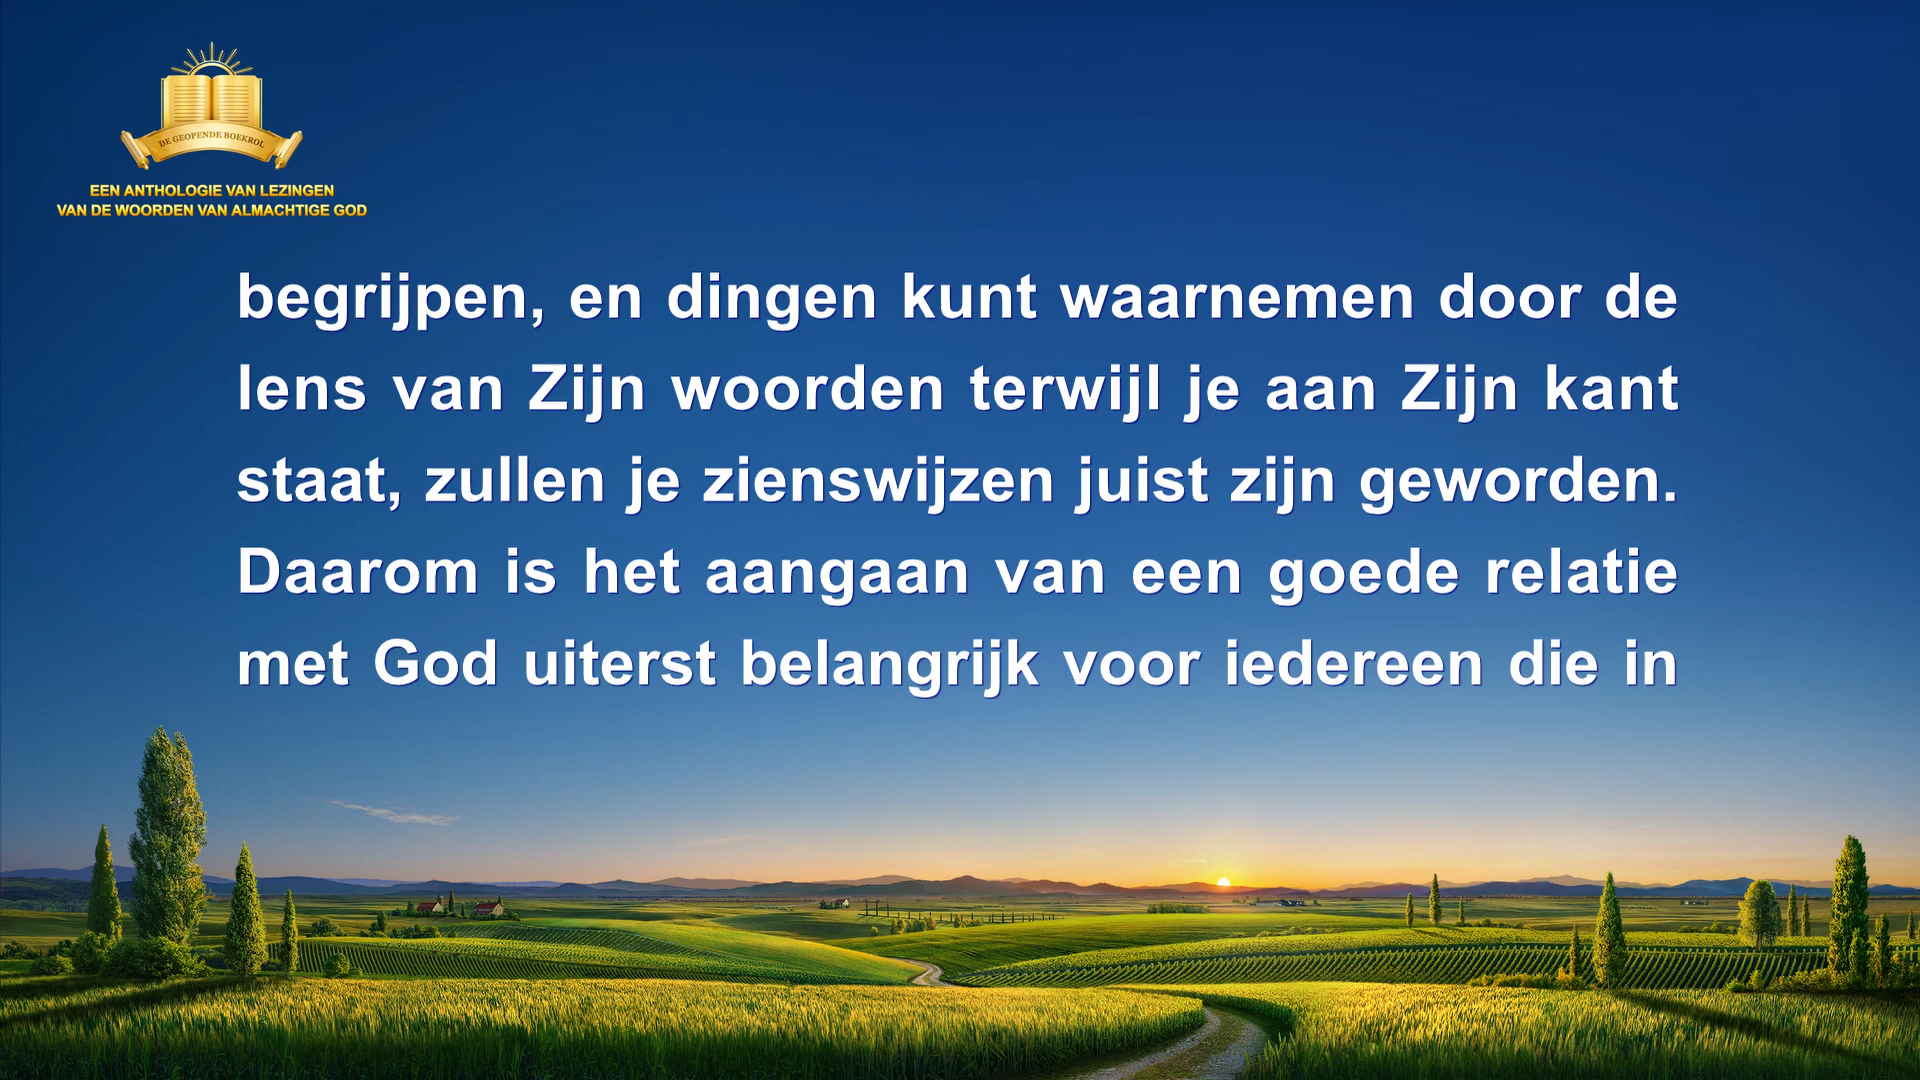 DE GEOPENDE BOEKROL
EEN ANTHOLOGIE VAN LEZINGEN
VAN DE WOORDEN VAN ALMACHTIGE GOD
begrijpen, en dingen kunt waarnemen door de
lens van Zijn woorden terwijl je aan Zijn kant
staat, zullen je zienswijzen juist zijn geworden.
Daarom is het aangaan van een goede relatie
met God uiterst belangrijk voor iedereen die in